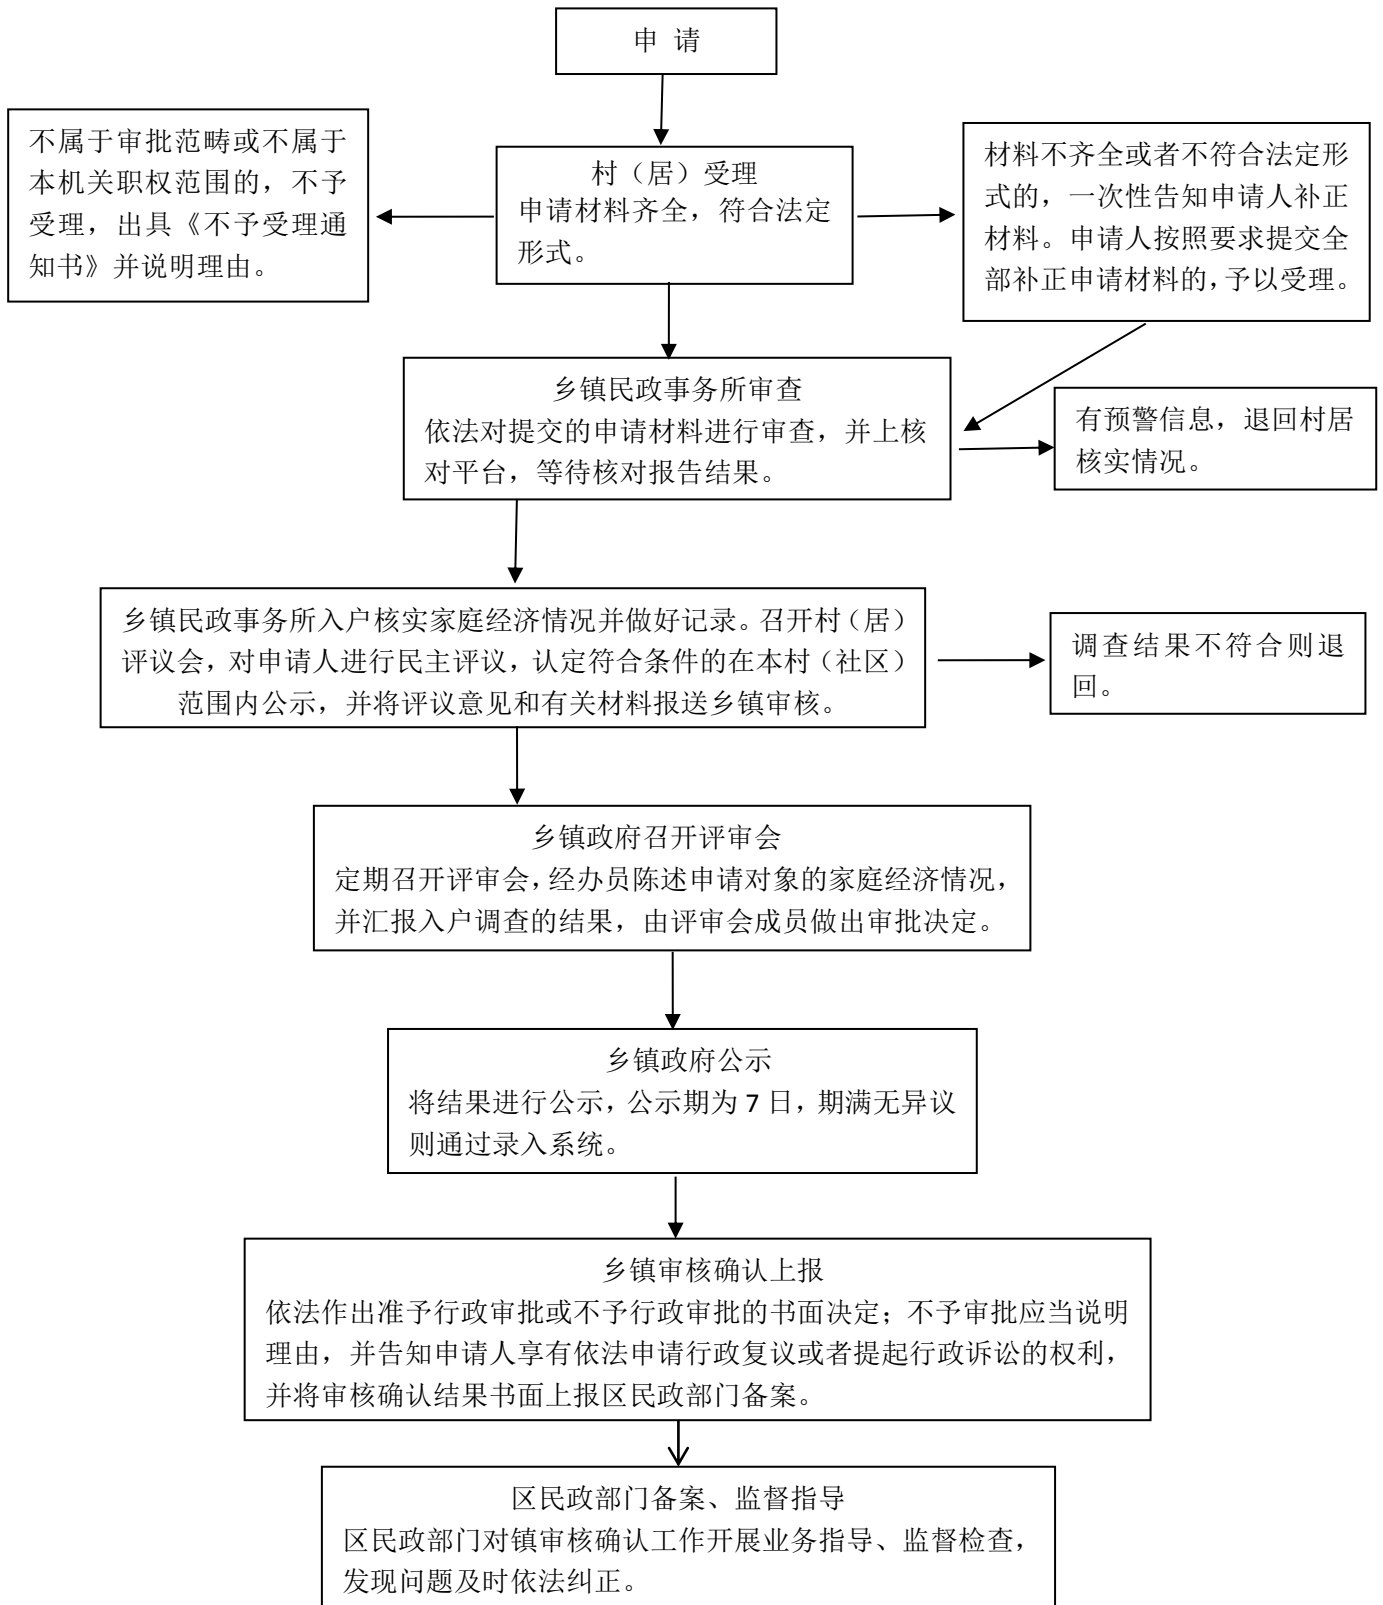 申 请
不属于审批范畴或不属于
本机关职权范围的，不予
受理，出具《不予受理通
知书》并说明理由。
村（居）受理
申请材料齐全，符合法定
形式。
材料不齐全或者不符合法定形
式的，一次性告知申请人补正
材料。申请人按照要求提交全
部补正申请材料的，予以受理。
乡镇民政事务所审查
依法对提交的申请材料进行审查，并上核
对平台，等待核对报告结果。
有预警信息，退回村居
核实情况。
乡镇民政事务所入户核实家庭经济情况并做好记录。召开村（居）
评议会，对申请人进行民主评议，认定符合条件的在本村（社区）
范围内公示，并将评议意见和有关材料报送乡镇审核。
调查结果不符合则退
回。
乡镇政府召开评审会
定期召开评审会，经办员陈述申请对象的家庭经济情况，
并汇报入户调查的结果，由评审会成员做出审批决定。
乡镇政府公示
将结果进行公示，公示期为 7 日，期满无异议
则通过录入系统。
乡镇审核确认上报
依法作出准予行政审批或不予行政审批的书面决定；不予审批应当说明
理由，并告知申请人享有依法申请行政复议或者提起行政诉讼的权利，
并将审核确认结果书面上报区民政部门备案。
区民政部门备案、监督指导
区民政部门对镇审核确认工作开展业务指导、监督检查，
发现问题及时依法纠正。